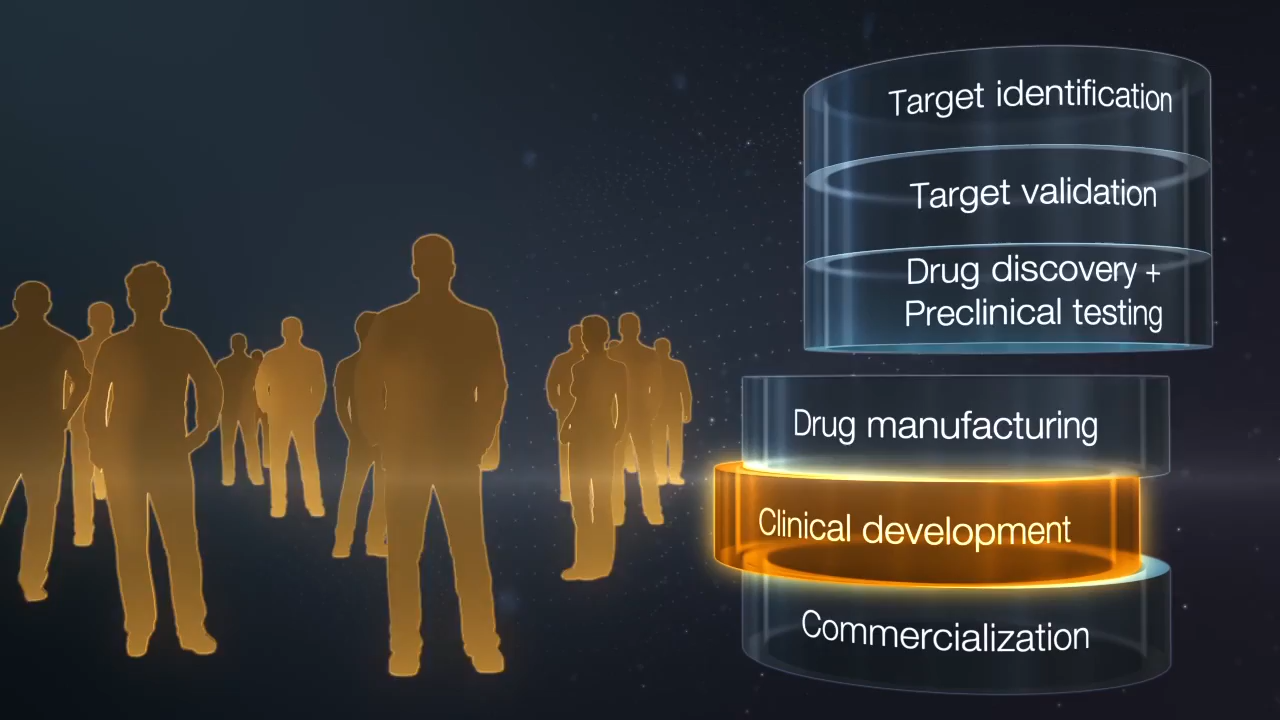 Target identification
Target validation
Drug discovery +
Preclinical testing
Drug manufacturing
Clinical development
Commercialization